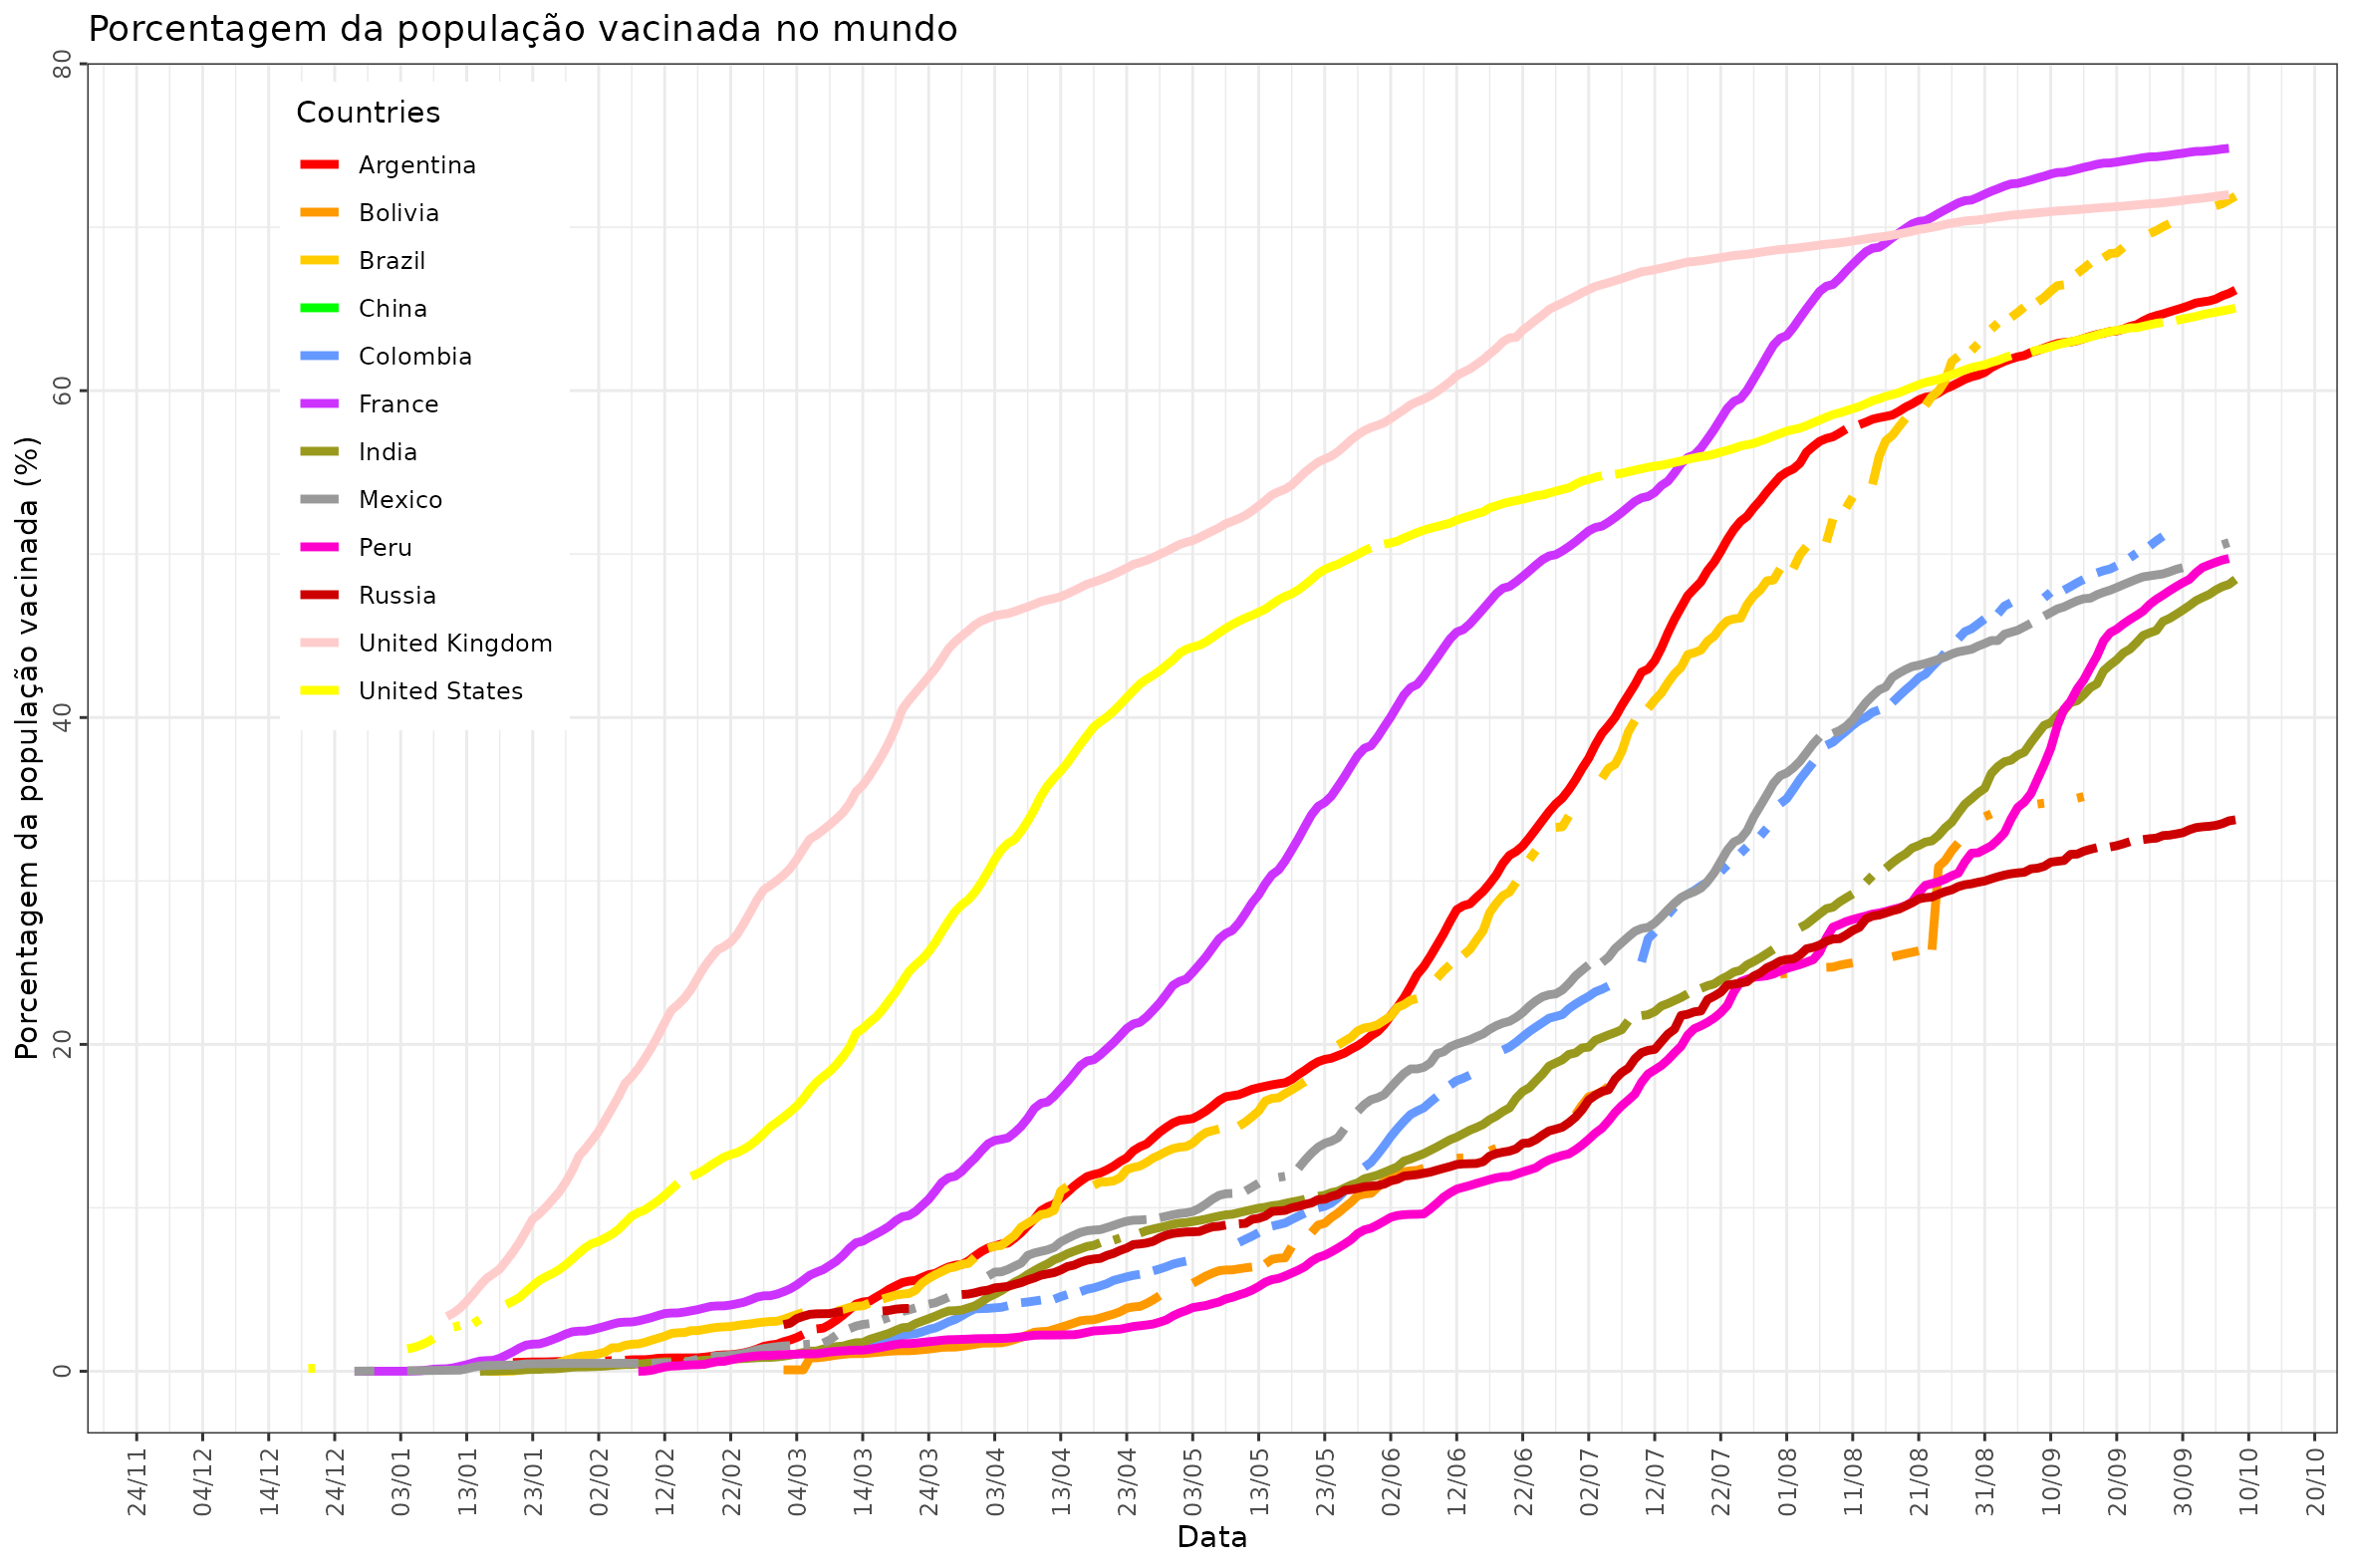 Porcentagem da população vacinada no mundo
Porcentagem da população vacinada (%)
80
60
40
20
0
Countries
Argentina
Bolivia
Brazil
China
Colombia
France
India
Mexico
Peru
Russia
United Kingdom
United States
24/11
04/12
14/12
24/12
03/01
13/01
23/01
02/02
12/02
22/02
04/03
14/03
24/03
03/04
13/04
23/04
03/05
13/05
23/05
02/06
12/06
22/06
02/07
12/07
22/07
01/08
11/08
21/08
31/08
10/09
20/09
30/09
10/10
20/10
Data